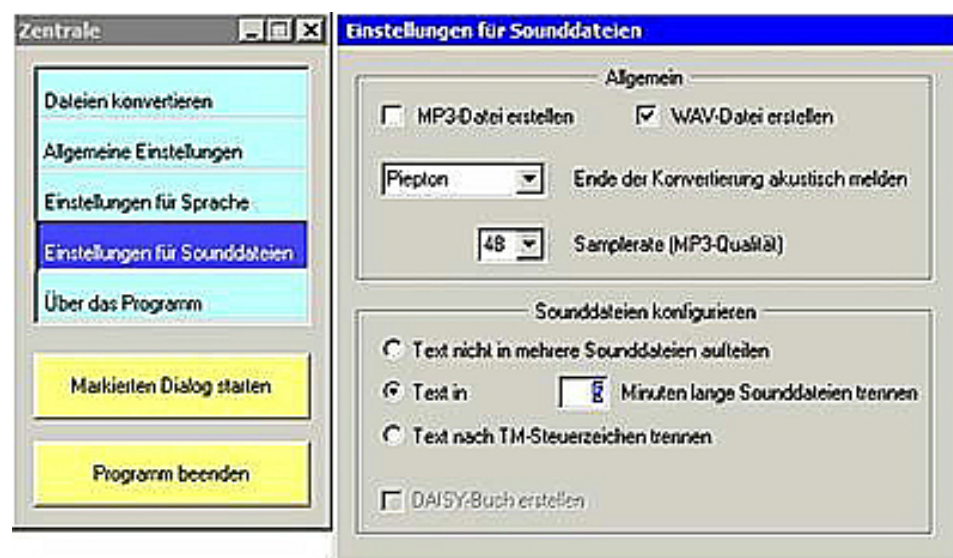 Zentrale
Dateien konvertieren
Allgemeine Einstellungen
Einstellungen für Sprache
Einstellungen für Sounddateien
Über das Programm
Markierten Dialog starten
Programm beenden
Einstellungen für Sounddateien
Allgemein
MP3-Datei erstellen WAV-Datei erstellen
Piepton Ende der Konvertierung akustisch melden
48 Samplerate (MP3-Qualität)
Sounddateien konfigurieren
Text nicht in mehrere Sounddateien aufteilen
Text in Minuten lange Sounddateien trennen
Text nach TM-Steuerzeichen trennen
DAISY-Buch erstellen